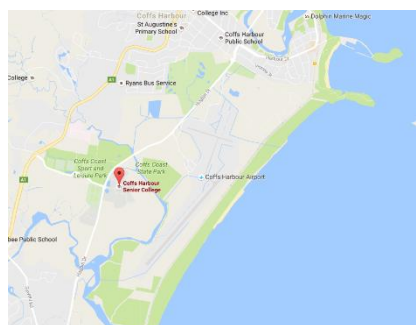 College Inc
Coffs Harbour
St Augustine's
Primary School
Dolphin Marine Magic
Coffs Harbour
Public School
College
A1
Ryans Bus Service
Coffs Coast
Sport and
Leisure Park
Coffs Coast
State Park
Coffs Harbour
Senior College
Coffs Harbour Airport
A1
bee Public School